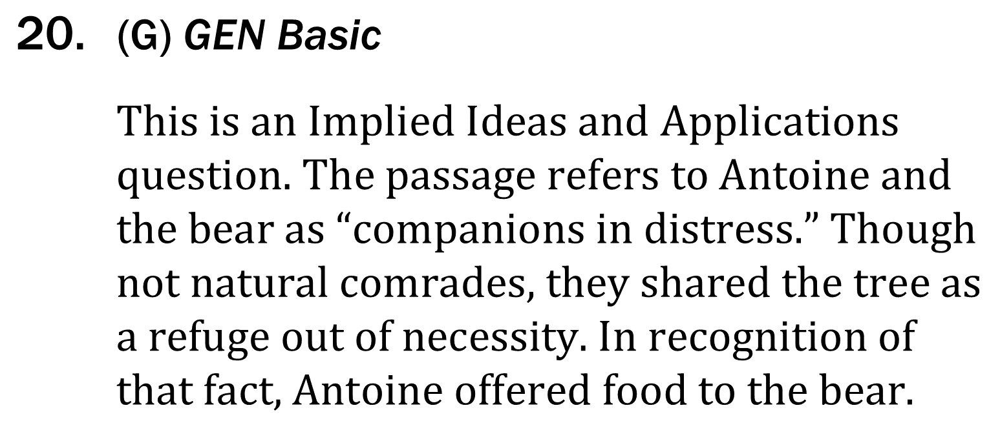 20. (G) GEN Basic
This is an Implied Ideas and Applications
question. The passage refers to Antoine and
the bear as “companions in distress.” Though
not natural comrades, they shared the tree as
a refuge out of necessity. In recognition of
that fact, Antoine offered food to the bear.